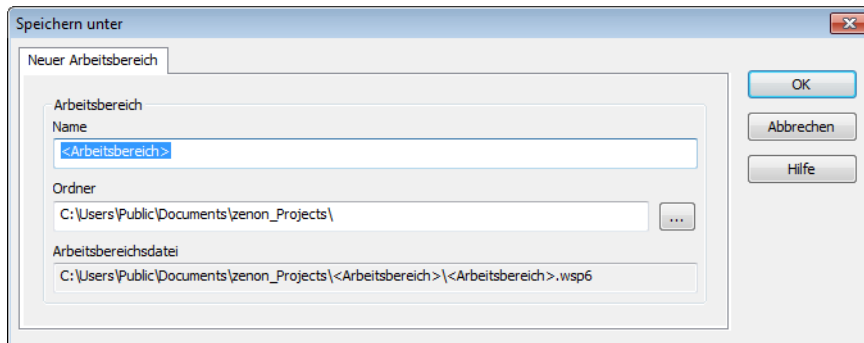 Speichern unter
Neuer Arbeitsbereich
Arbeitsbereich
Name
<Arbeitsbereich>
Ordner
C:\Users\Public\Documents\zenon_Projects\
...
Arbeitsbereichsdatei
C:\Users\Public\Documents\zenon_Projects\<Arbeitsbereich>\<Arbeitsbereich>.wsp6
OK
Abbrechen
Hilfe